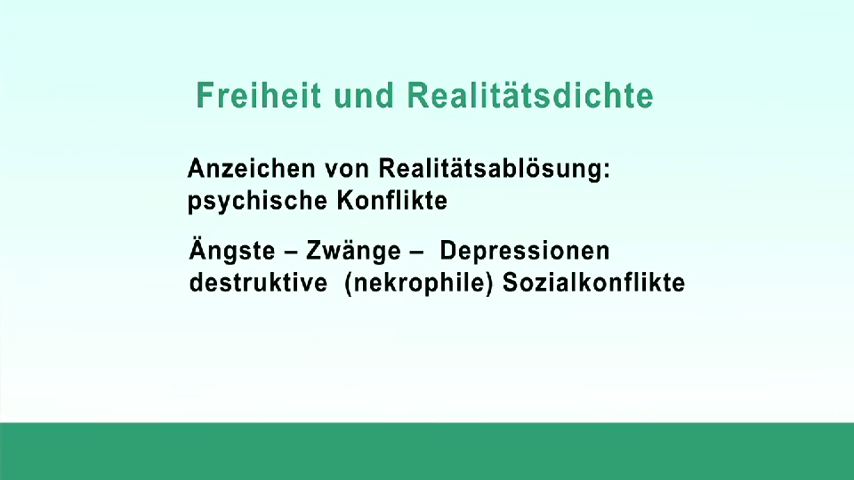 Freiheit und Realitätsdichte
Anzeichen von Realitätsablösung:
psychische Konflikte
Ängste – Zwänge –  Depressionen
destruktive  (nekrophile) Sozialkonflikte